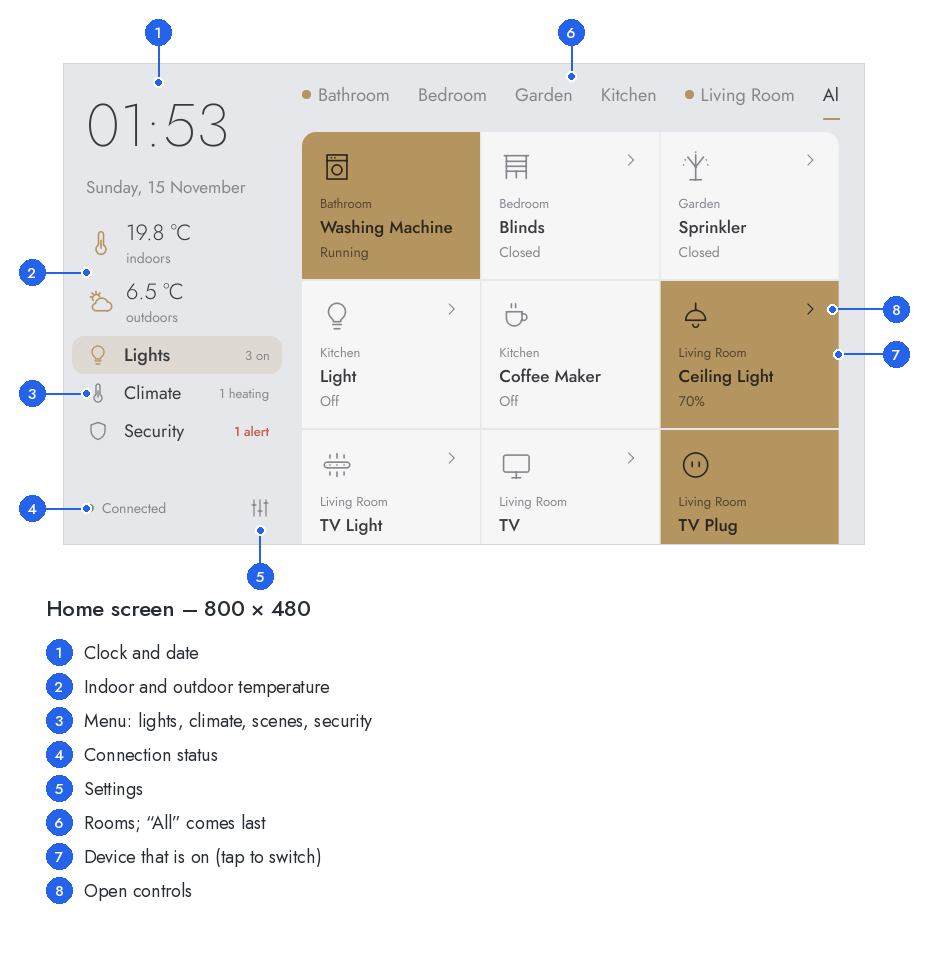 1
6
Bathroom Bedroom Garden Kitchen Living Room Al
01:53
Sunday, 15 November
19.8 °C
indoors
2
6.5 °C
outdoors
Lights 3 on
3
Climate 1 heating
Security 1 alert
4
Connected
5
Bathroom
Washing Machine
Running
Bedroom
Blinds
Closed
Garden
Sprinkler
Closed
Kitchen
Light
Off
Kitchen
Coffee Maker
Off
Living Room
Ceiling Light
70%
8
7
Living Room
TV Light
Living Room
TV
Living Room
TV Plug
Home screen – 800 × 480
1 Clock and date
2 Indoor and outdoor temperature
3 Menu: lights, climate, scenes, security
4 Connection status
5 Settings
6 Rooms; “All” comes last
7 Device that is on (tap to switch)
8 Open controls